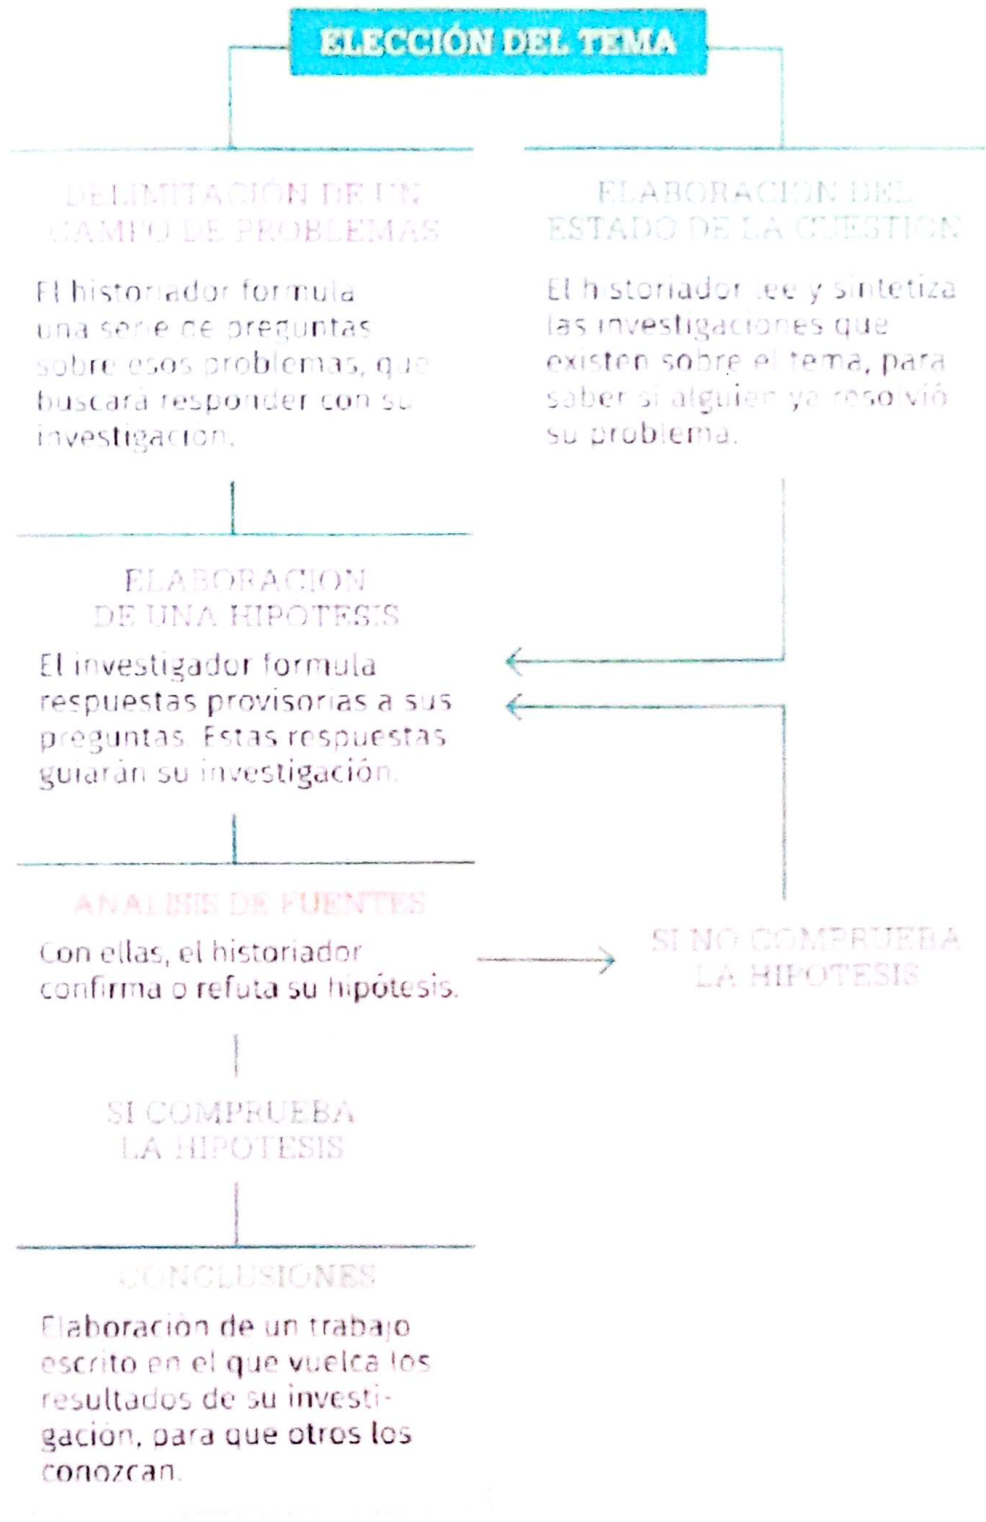 ELECCIÓN DEL TEMA
DELIMITACIÓN DE UN
CAMPO DE PROBLEMAS
El historiador formula
una serie de preguntas
sobre esos problemas, que
buscará responder con su
investigación.
ELABORACIÓN DEL
ESTADO DE LA CUESTIÓN
El historiador lee y sintetiza
las investigaciones que
existen sobre el tema, para
saber si alguien ya resolvió
su problema.
ELABORACIÓN
DE UNA HIPÓTESIS
El investigador formula
respuestas provisorias a sus
preguntas. Estas respuestas
guiarán su investigación.
ANÁLISIS DE FUENTES
Con ellas, el historiador
confirma o refuta su hipótesis.
SI NO COMPRUEBA
LA HIPÓTESIS
SI COMPRUEBA
LA HIPÓTESIS
CONCLUSIONES
Elaboración de un trabajo
escrito en el que vuelca los
resultados de su investi-
gación, para que otros los
conozcan.